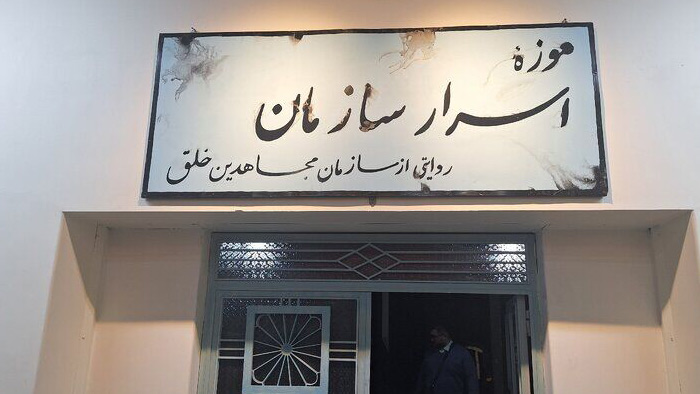 موزهٔ
اسرار سازمان
روایتی از سازمان مجاهدین خلق